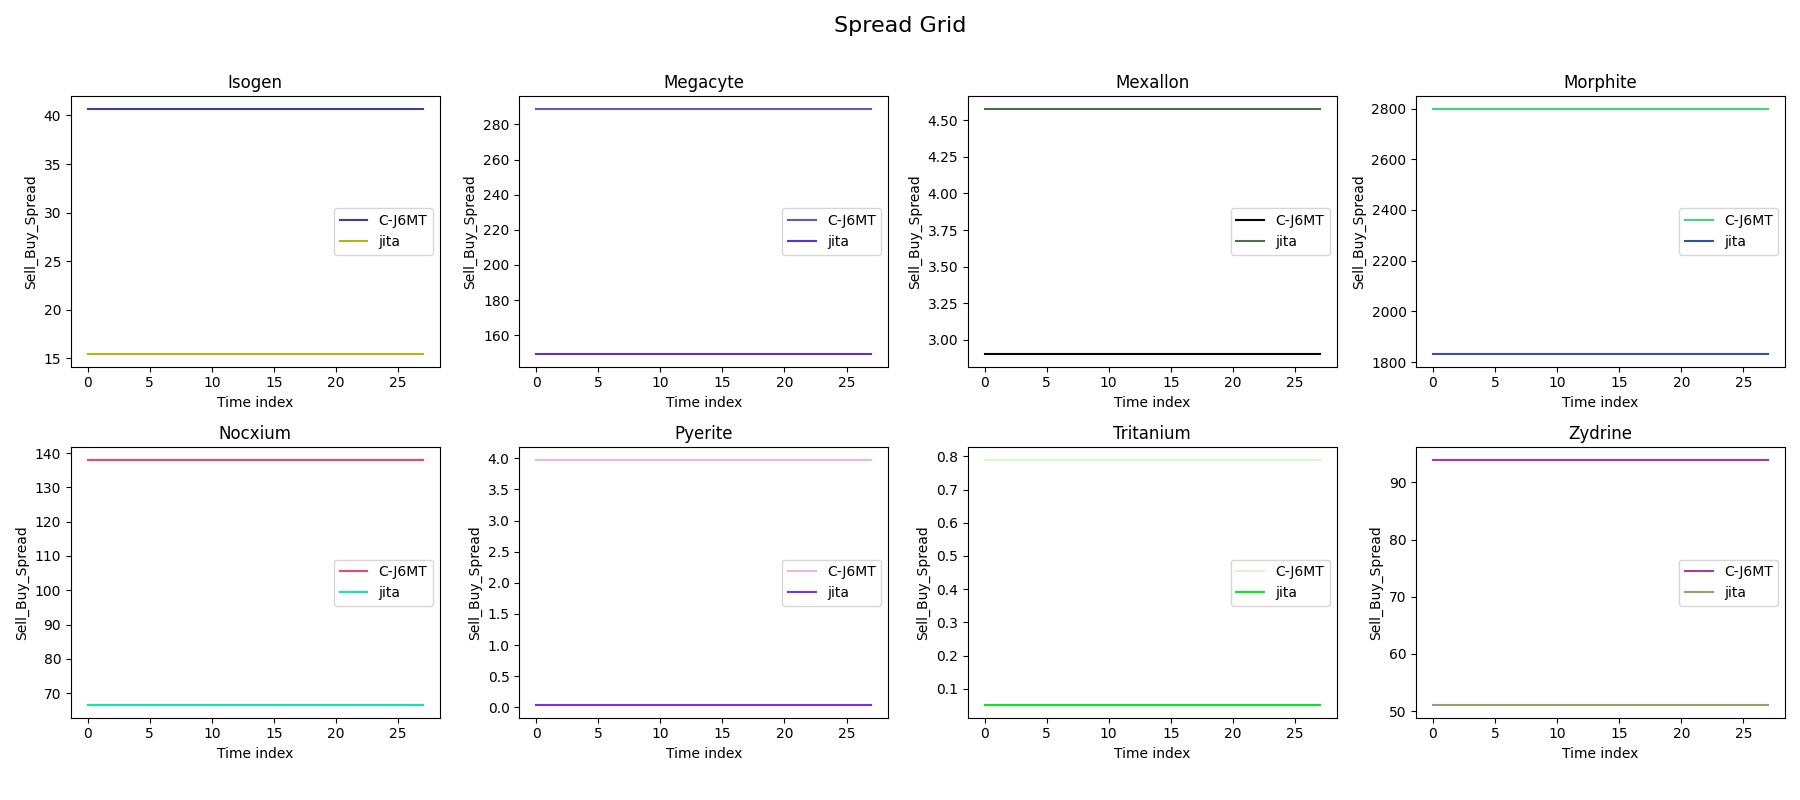 Spread Grid
Isogen
Sell_Buy_Spread
40
35
30
25
20
15
C-J6MT
jita
0 5 10 15 20 25
Time index
Megacyte
Sell_Buy_Spread
280
260
240
220
200
180
160
C-J6MT
jita
0 5 10 15 20 25
Time index
Mexallon
Sell_Buy_Spread
4.50
4.25
4.00
3.75
3.50
3.25
3.00
C-J6MT
jita
0 5 10 15 20 25
Time index
Morphite
Sell_Buy_Spread
2800
2600
2400
2200
2000
1800
C-J6MT
jita
0 5 10 15 20 25
Time index
Nocxium
Sell_Buy_Spread
140
130
120
110
100
90
80
70
C-J6MT
jita
0 5 10 15 20 25
Time index
Pyerite
Sell_Buy_Spread
4.0
3.5
3.0
2.5
2.0
1.5
1.0
0.5
0.0
C-J6MT
jita
0 5 10 15 20 25
Time index
Tritanium
Sell_Buy_Spread
0.8
0.7
0.6
0.5
0.4
0.3
0.2
0.1
C-J6MT
jita
0 5 10 15 20 25
Time index
Zydrine
Sell_Buy_Spread
90
80
70
60
50
C-J6MT
jita
0 5 10 15 20 25
Time index